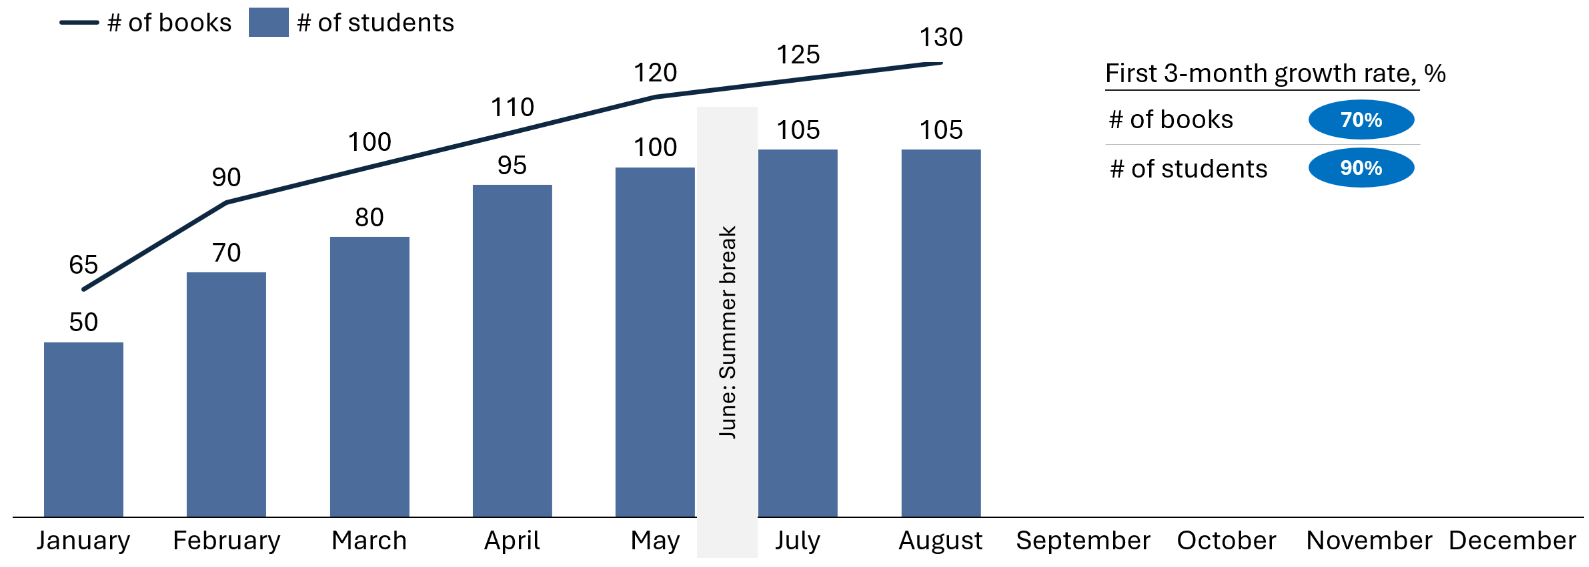 # of books # of students
65 90 100 110 120 125 130
50 70 80 95 100 105 105
June: Summer break
January February March April May July August September October November December
First 3-month growth rate, %
# of books 70%
# of students 90%